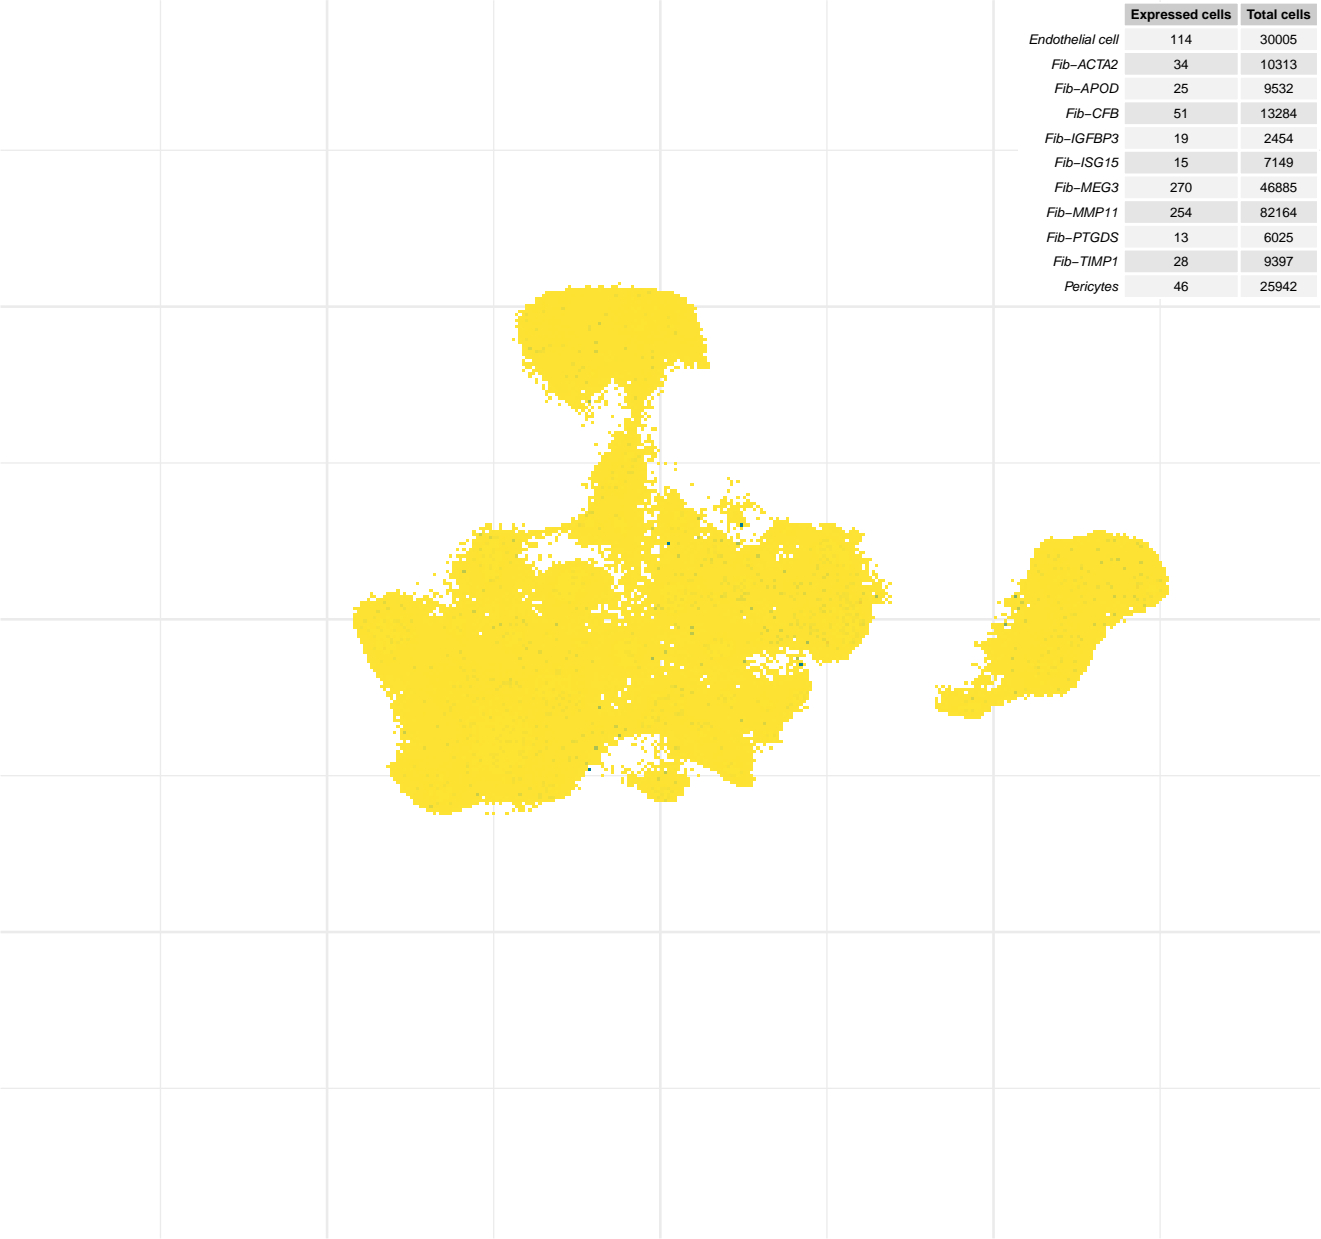 Expressed cells Total cells
Endothelial cell 114 30005
Fib−ACTA2 34 10313
Fib−APOD 25 9532
Fib−CFB 51 13284
Fib−IGFBP3 19 2454
Fib−ISG15 15 7149
Fib−MEG3 270 46885
Fib−MMP11 254 82164
Fib−PTGDS 13 6025
Fib−TIMP1 28 9397
Pericytes 46 25942